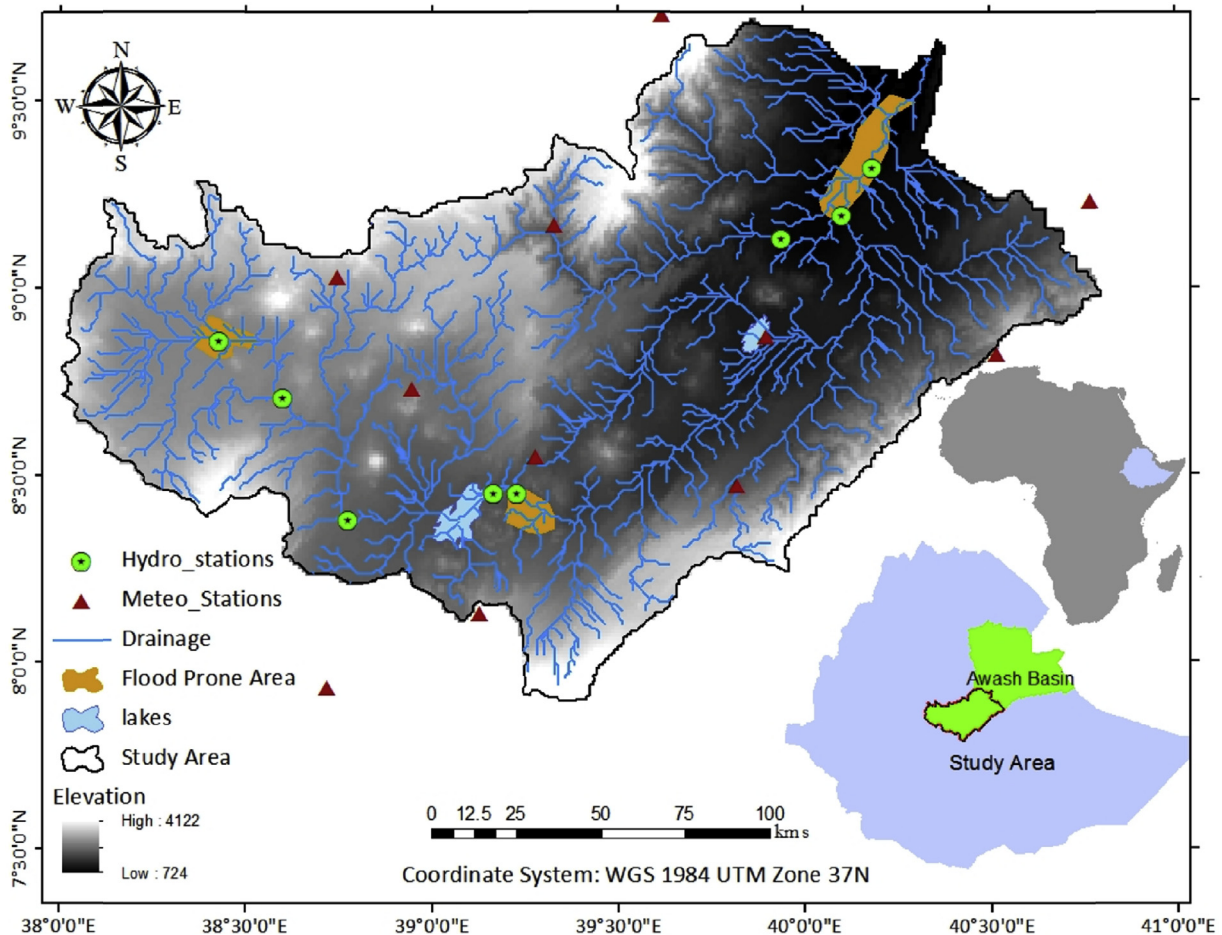 N
W
E
S
9°30'0"N
9°0'0"N
8°30'0"N
8°0'0"N
7°30'0"N
Hydro_stations
Meteo_Stations
Drainage
Flood Prone Area
lakes
Study Area
Elevation
High : 4122
Low : 724
0 12.5 25 50 75 100
kms
Coordinate System: WGS 1984 UTM Zone 37N
Awash Basin
Study Area
38°0'0"E 38°30'0"E 39°0'0"E 39°30'0"E 40°0'0"E 40°30'0"E 41°0'0"E